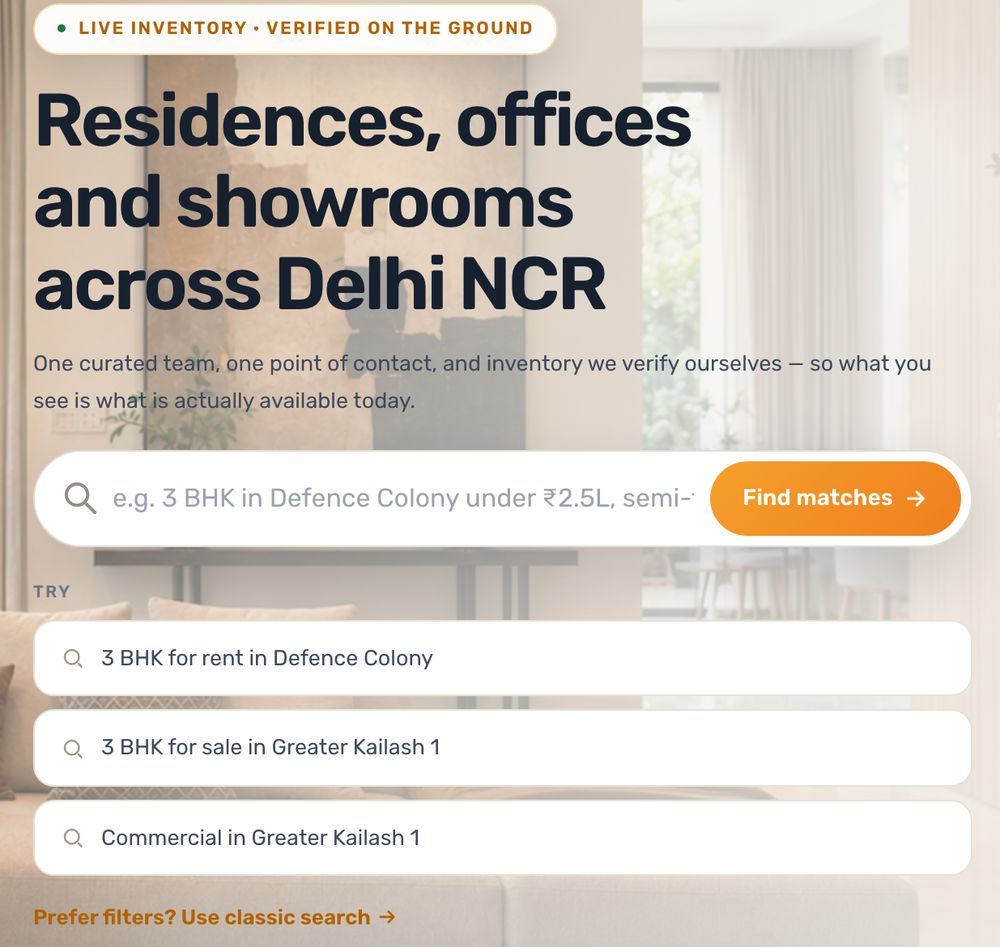 LIVE INVENTORY • VERIFIED ON THE GROUND
Residences, offices
and showrooms
across Delhi NCR
One curated team, one point of contact, and inventory we verify ourselves — so what you
see is what is actually available today.
e.g. 3 BHK in Defence Colony under ₹2.5L, semi-
Find matches →
TRY
3 BHK for rent in Defence Colony
3 BHK for sale in Greater Kailash 1
Commercial in Greater Kailash 1
Prefer filters? Use classic search →